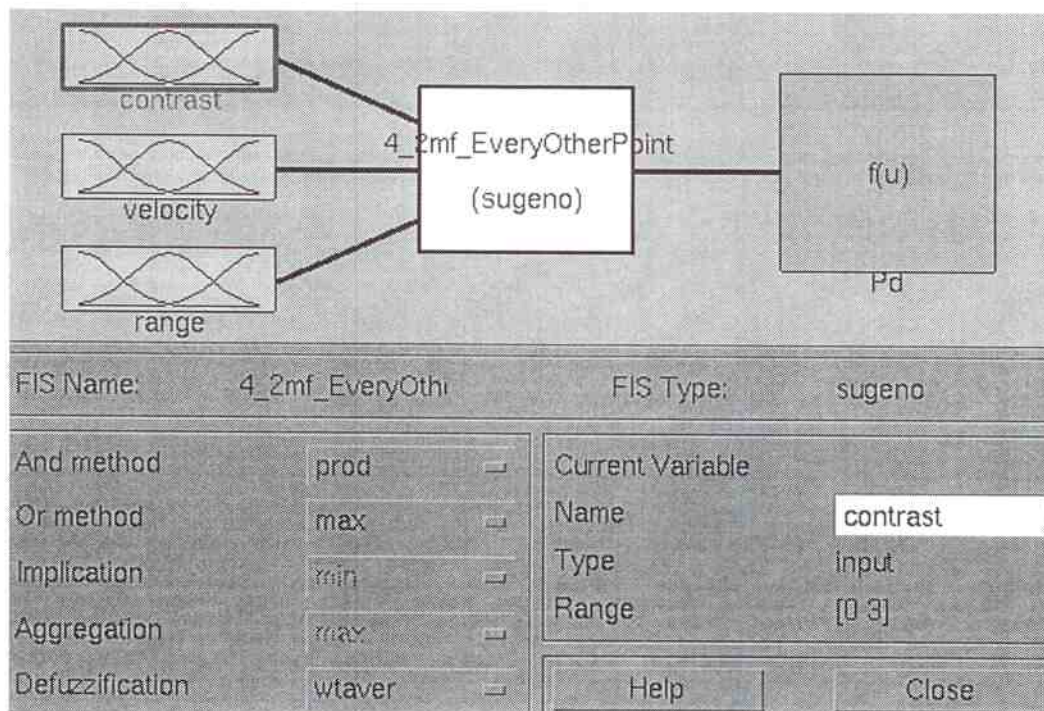 contrast
velocity
range
4_2mf_EveryOtherPoint
(sugeno)
f(u)
Pd
FIS Name: 4_2mf_EveryOthr FIS Type: sugeno
And method prod
Or method max
Implication min
Aggregation max
Defuzzification wtaver
Current Variable
Name contrast
Type input
Range [0 3]
Help Close